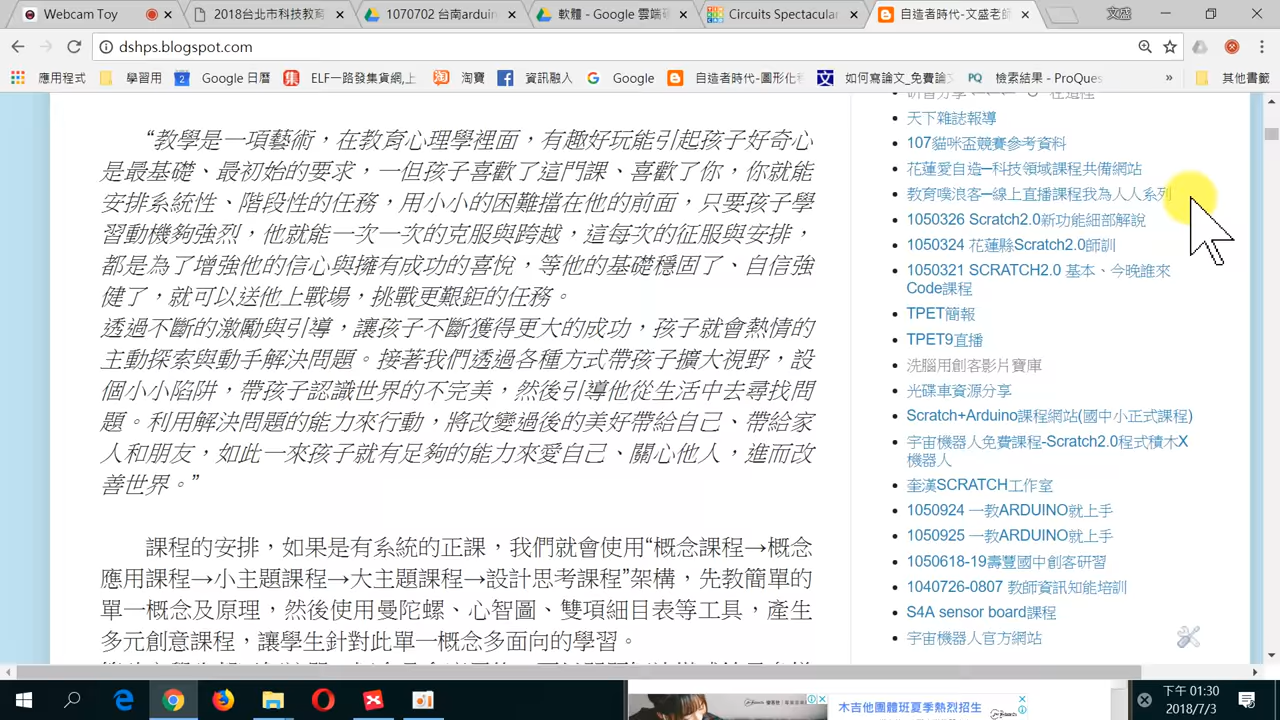 Webcam Toy
2018台北市科技教育
1070702 台南arduin
軟體 - Google 雲端硬
Circuits Spectacular
自造者時代-文盛老師
文盛
dshps.blogspot.com
應用程式
學習用
Google 日曆
ELF一路發集貨網,上
淘寶
資訊融入
Google
自造者時代-圖形化程
如何寫論文_免費論文
檢索結果 - ProQues
其他書籤
“教學是一項藝術，在教育心理學裡面，有趣好玩能引起孩子好奇心
是最基礎、最初始的要求，一但孩子喜歡了這門課、喜歡了你，你就能
安排系統性、階段性的任務，用小小的困難擋在他的前面，只要孩子學
習動機夠強烈，他就能一次一次的克服與跨越，這每次的征服與安排，
都是為了增強他的信心與擁有成功的喜悅，等他的基礎穩固了、自信強
健了，就可以送他上戰場，挑戰更艱鉅的任務。
透過不斷的激勵與引導，讓孩子不斷獲得更大的成功，孩子就會熱情的
主動探索與動手解決問題。接著我們透過各種方式帶孩子擴大視野，設
個小小陷阱，帶孩子認識世界的不完美，然後引導他從生活中去尋找問
題。利用解決問題的能力來行動，將改變過後的美好帶給自己、帶給家
人和朋友，如此一來孩子就有足夠的能力來愛自己、關心他人，進而改
善世界。”
課程的安排，如果是有系統的正課，我們就會使用“概念課程→概念
應用課程→小主題課程→大主題課程→設計思考課程”架構，先教簡單的
單一概念及原理，然後使用曼陀螺、心智圖、雙項細目表等工具，產生
多元創意課程，讓學生針對此單一概念多面向的學習。
天下雜誌報導
107貓咪盃競賽參考資料
花蓮愛自造─科技領域課程共備網站
教育噗浪客─線上直播課程我為人人系列
1050326 Scratch2.0新功能細部解說
1050324 花蓮縣Scratch2.0師訓
1050321 SCRATCH2.0 基本、今晚誰來
Code課程
TPET簡報
TPET9直播
洗腦用創客影片寶庫
光碟車資源分享
Scratch+Arduino課程網站(國中小正式課程)
宇宙機器人免費課程-Scratch2.0程式積木X
機器人
奎漢SCRATCH工作室
1050924 一教ARDUINO就上手
1050925 一教ARDUINO就上手
1050618-19壽豐國中創客研習
1040726-0807 教師資訊知能培訓
S4A sensor board課程
宇宙機器人官方網站
木吉他團體班夏季熱烈招生
下午 01:30
2018/7/3